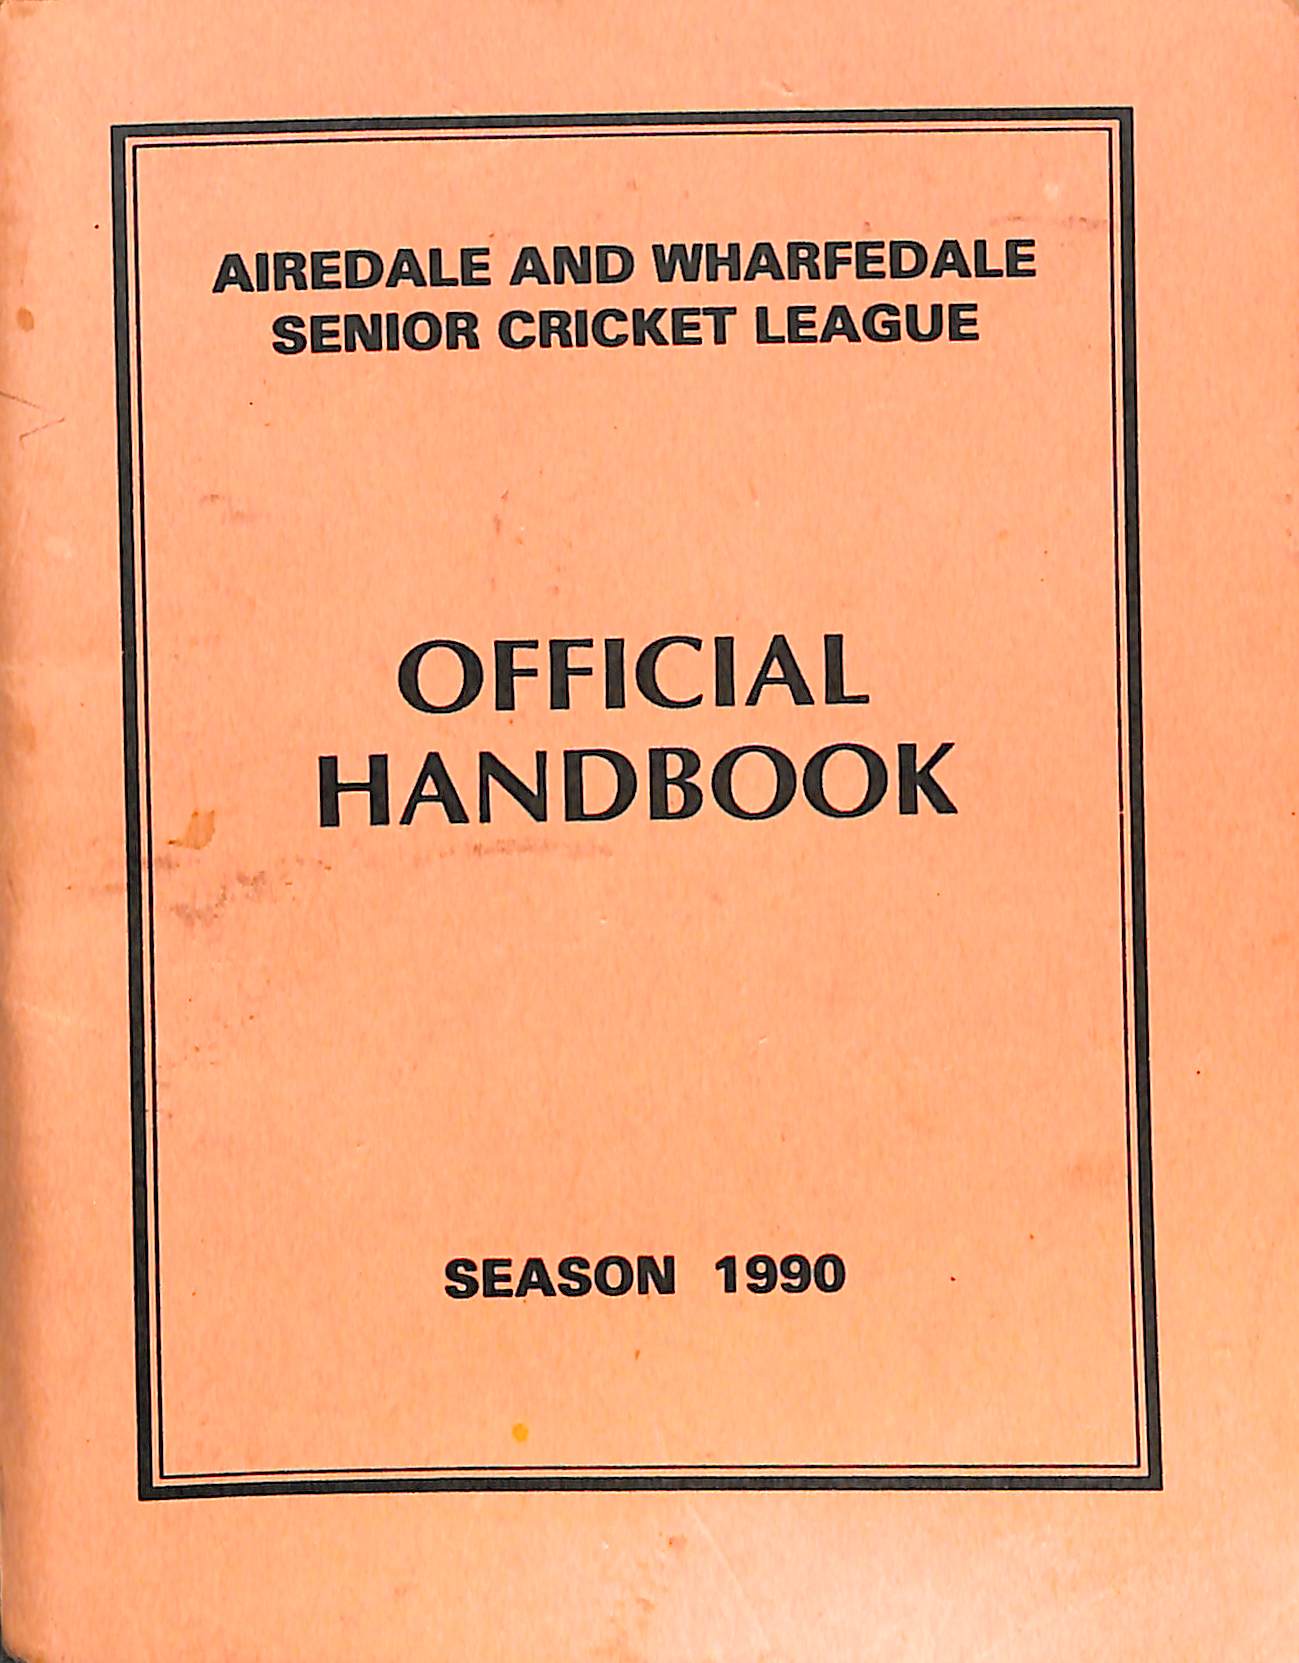 AIREDALE AND WHARFEDALE
SENIOR CRICKET LEAGUE
OFFICIAL
HANDBOOK
SEASON 1990